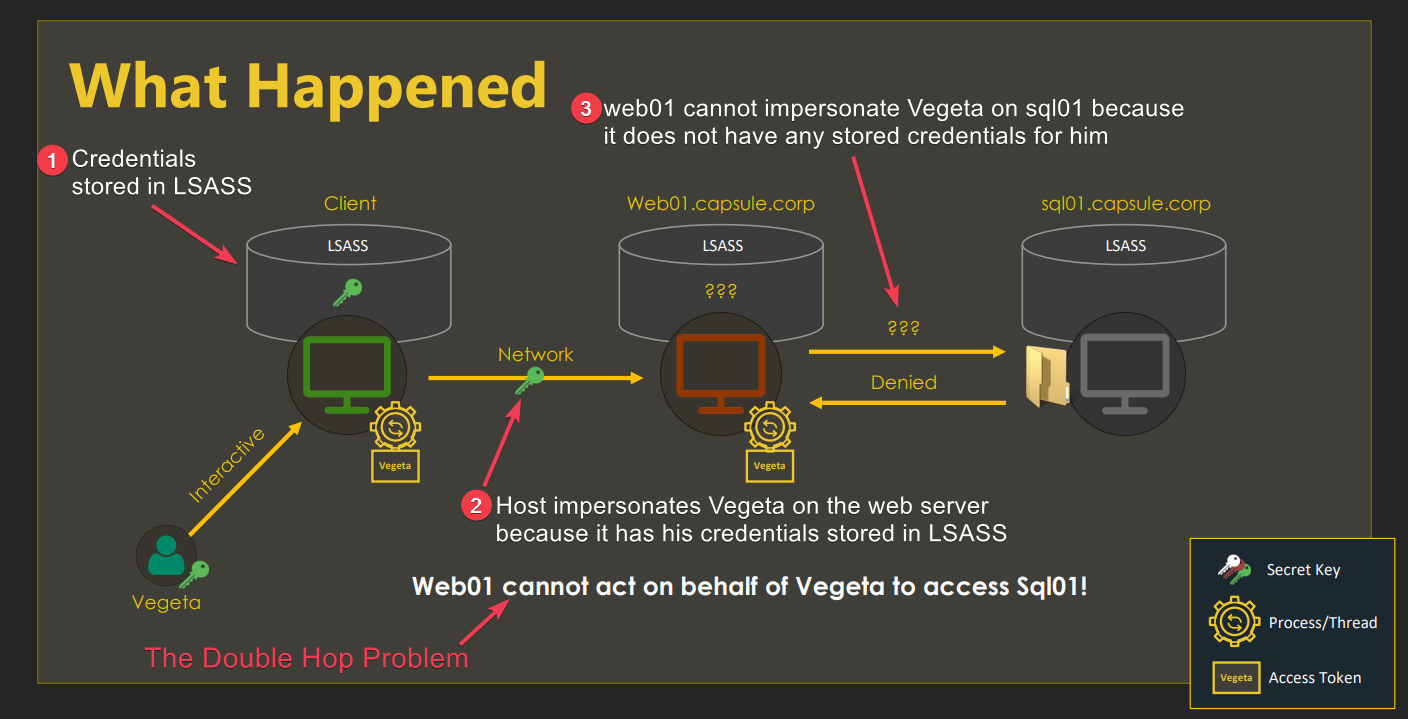 What Happened
3 web01 cannot impersonate Vegeta on sql01 because
it does not have any stored credentials for him
1 Credentials
stored in LSASS
Client
Web01.capsule.corp
sql01.capsule.corp
LSASS
LSASS
LSASS
???
???
Network
Denied
Interactive
Vegeta
Vegeta
2 Host impersonates Vegeta on the web server
because it has his credentials stored in LSASS
Vegeta
Web01 cannot act on behalf of Vegeta to access Sql01!
The Double Hop Problem
Secret Key
Process/Thread
Vegeta Access Token